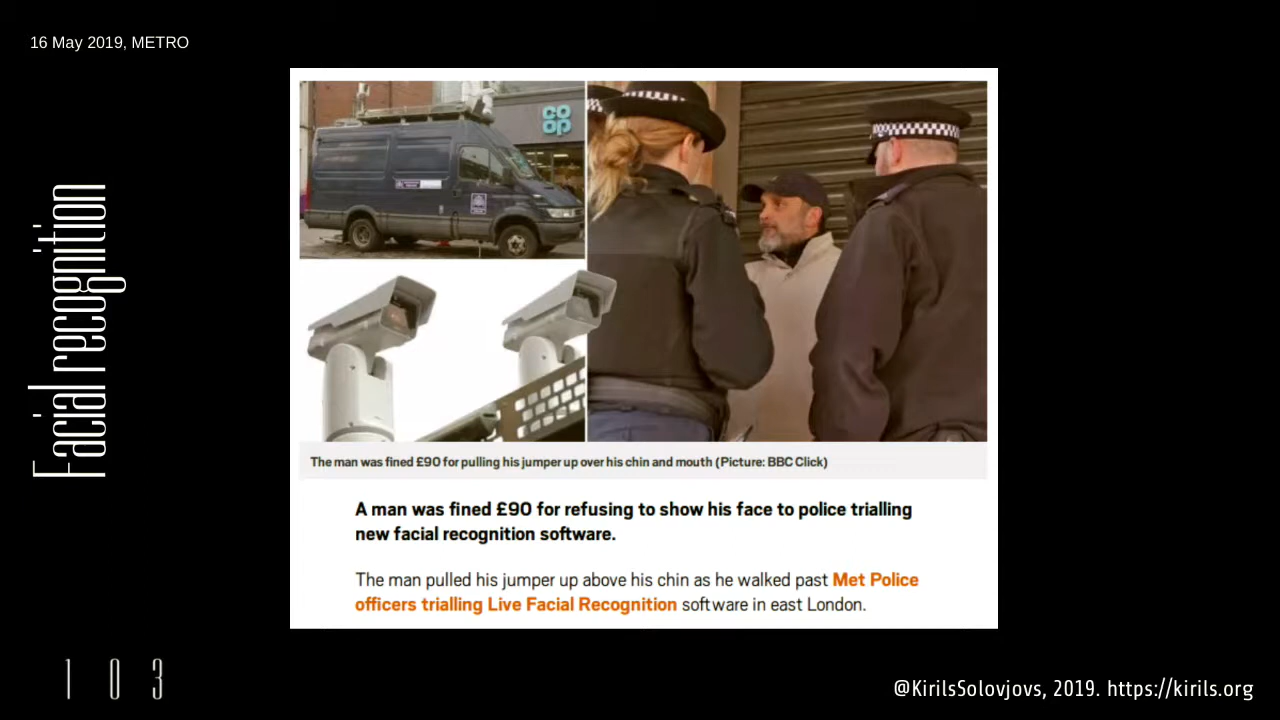 16 May 2019, METRO
Facial recognition
CO
OP
The man was fined £90 for pulling his jumper up over his chin and mouth (Picture: BBC Click)
A man was fined £90 for refusing to show his face to police trialling
new facial recognition software.
The man pulled his jumper up above his chin as he walked past Met Police
officers trialling Live Facial Recognition software in east London.
103
@KirilsSolovjovs, 2019. https://kirils.org